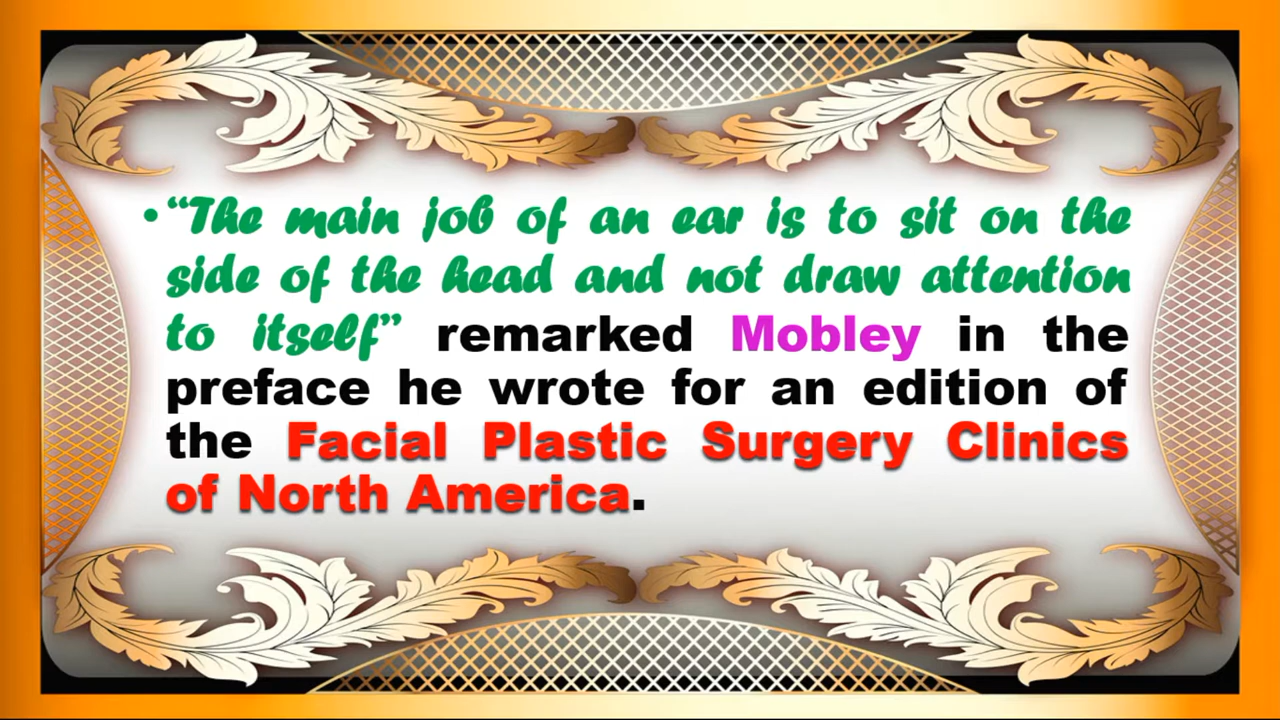 • “The main job of an ear is to sit on the
side of the head and not draw attention
to itself” remarked Mobley in the
preface he wrote for an edition of
the Facial Plastic Surgery Clinics
of North America.